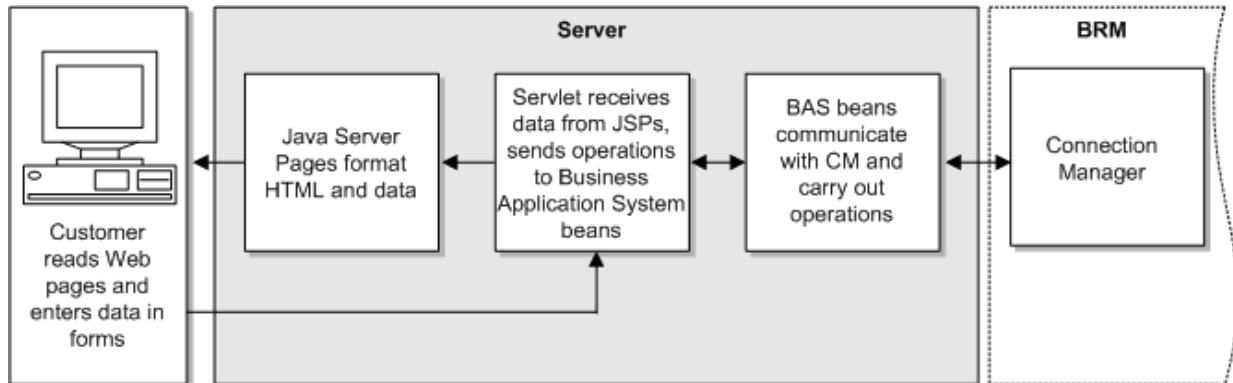 Server
BRM
Customer
reads Web
pages and
enters data in
forms
Java Server
Pages format
HTML and data
Servlet receives
data from JSPs,
sends operations
to Business
Application System
beans
BAS beans
communicate
with CM and
carry out
operations
Connection
Manager